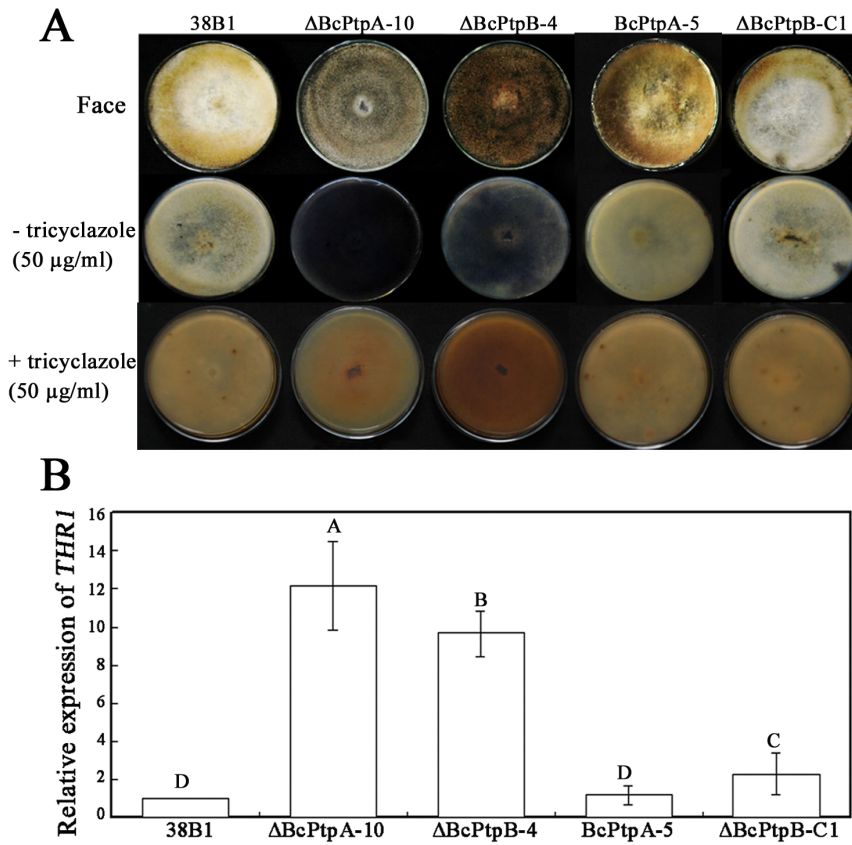 A
38B1 ΔBcPtpA-10 ΔBcPtpB-4 BcPtpA-5 ΔBcPtpB-C1
Face
- tricyclazole
(50 µg/ml)
+ tricyclazole
(50 µg/ml)
B
Relative expression of THR1
16
14
12
10
8
6
4
2
0
A
B
C
D
D
38B1 ΔBcPtpA-10 ΔBcPtpB-4 BcPtpA-5 ΔBcPtpB-C1